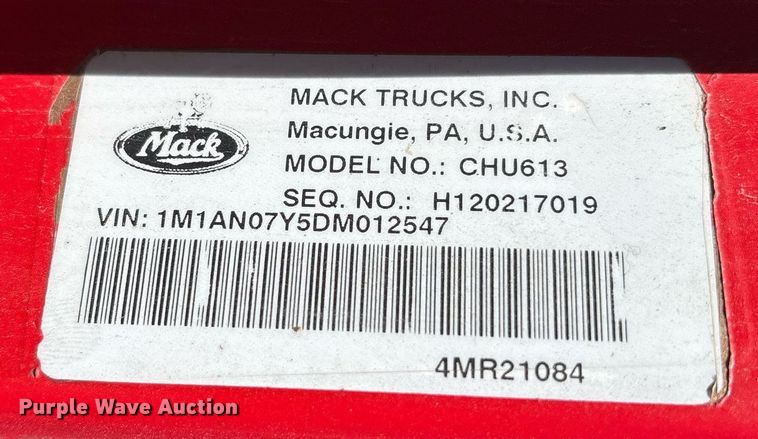 MACK TRUCKS, INC.
Macungie, PA, U.S.A.
Mack
MODEL NO.: CHU613
SEQ. NO.: H120217019
VIN: 1M1AN07Y5DM012547
4MR21084
Purple Wave Auction